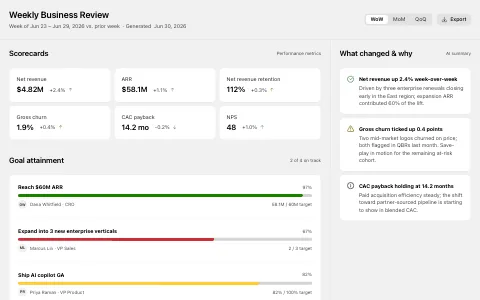 Weekly Business Review
Week of Jun 23 – Jun 29, 2026 vs. prior week · Generated: Jun 30, 2026
WoW MoM QoQ
Export
Scorecards
Performance metrics
Net revenue
$4.82M +2.4%
ARR
$58.1M +1.1%
Net revenue retention
112% +0.3%
Gross churn
1.9% +0.4%
CAC payback
14.2 mo -0.2%
NPS
48 +1.0%
Goal attainment
2 of 4 on track
Reach $60M ARR
97%
Dana Whitfield · CRO
58.1M / 60M target
Expand into 3 new enterprise verticals
67%
ML Marcus Liu · VP Sales
2 / 3 target
Ship AI copilot GA
82%
PR Priya Raman · VP Product
82% / 100% target
What changed & why
AI summary
Net revenue up 2.4% week-over-week
Driven by three enterprise renewals closing
early in the East region; expansion ARR
contributed 60% of the lift.
Gross churn ticked up 0.4 points
Two mid-market logos churned on price;
both flagged in QBRs last month. Save-
play in motion for the remaining at-risk
cohort.
CAC payback holding at 14.2 months
Paid acquisition efficiency steady; the shift
toward partner-sourced pipeline is starting
to show in blended CAC.